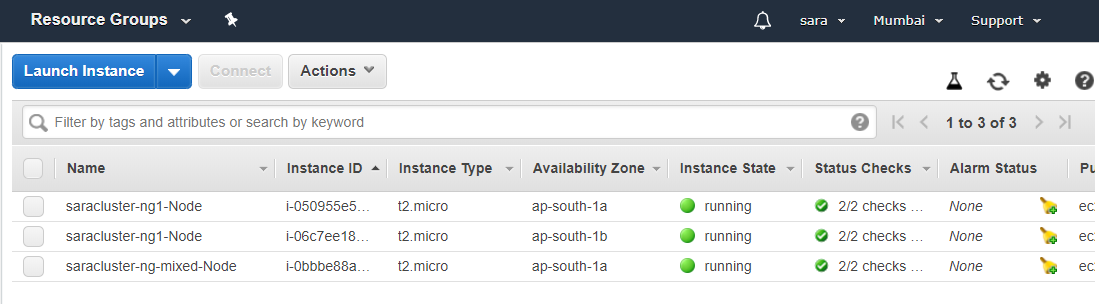 Resource Groups sara Mumbai Support
Launch Instance Connect Actions
Filter by tags and attributes or search by keyword ? 1 to 3 of 3
Name Instance ID Instance Type Availability Zone Instance State Status Checks Alarm Status Pu
saracluster-ng1-Node i-050955e5... t2.micro ap-south-1a running 2/2 checks ... None ec
saracluster-ng1-Node i-06c7ee18... t2.micro ap-south-1b running 2/2 checks ... None ec
saracluster-ng-mixed-Node i-0bbbe88a... t2.micro ap-south-1a running 2/2 checks ... None ec